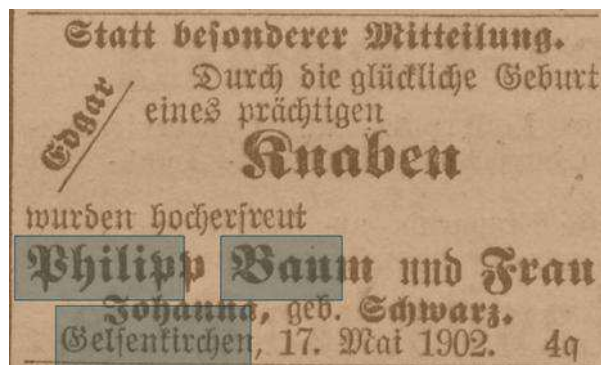 Statt besonderer Mitteilung.
Edgar
Durch die glückliche Geburt
eines prächtigen
Knaben
wurden hocherfreut
Philipp Baum und Frau
Johanna, geb. Schwarz.
Gelsenkirchen, 17. Mai 1902. 4q